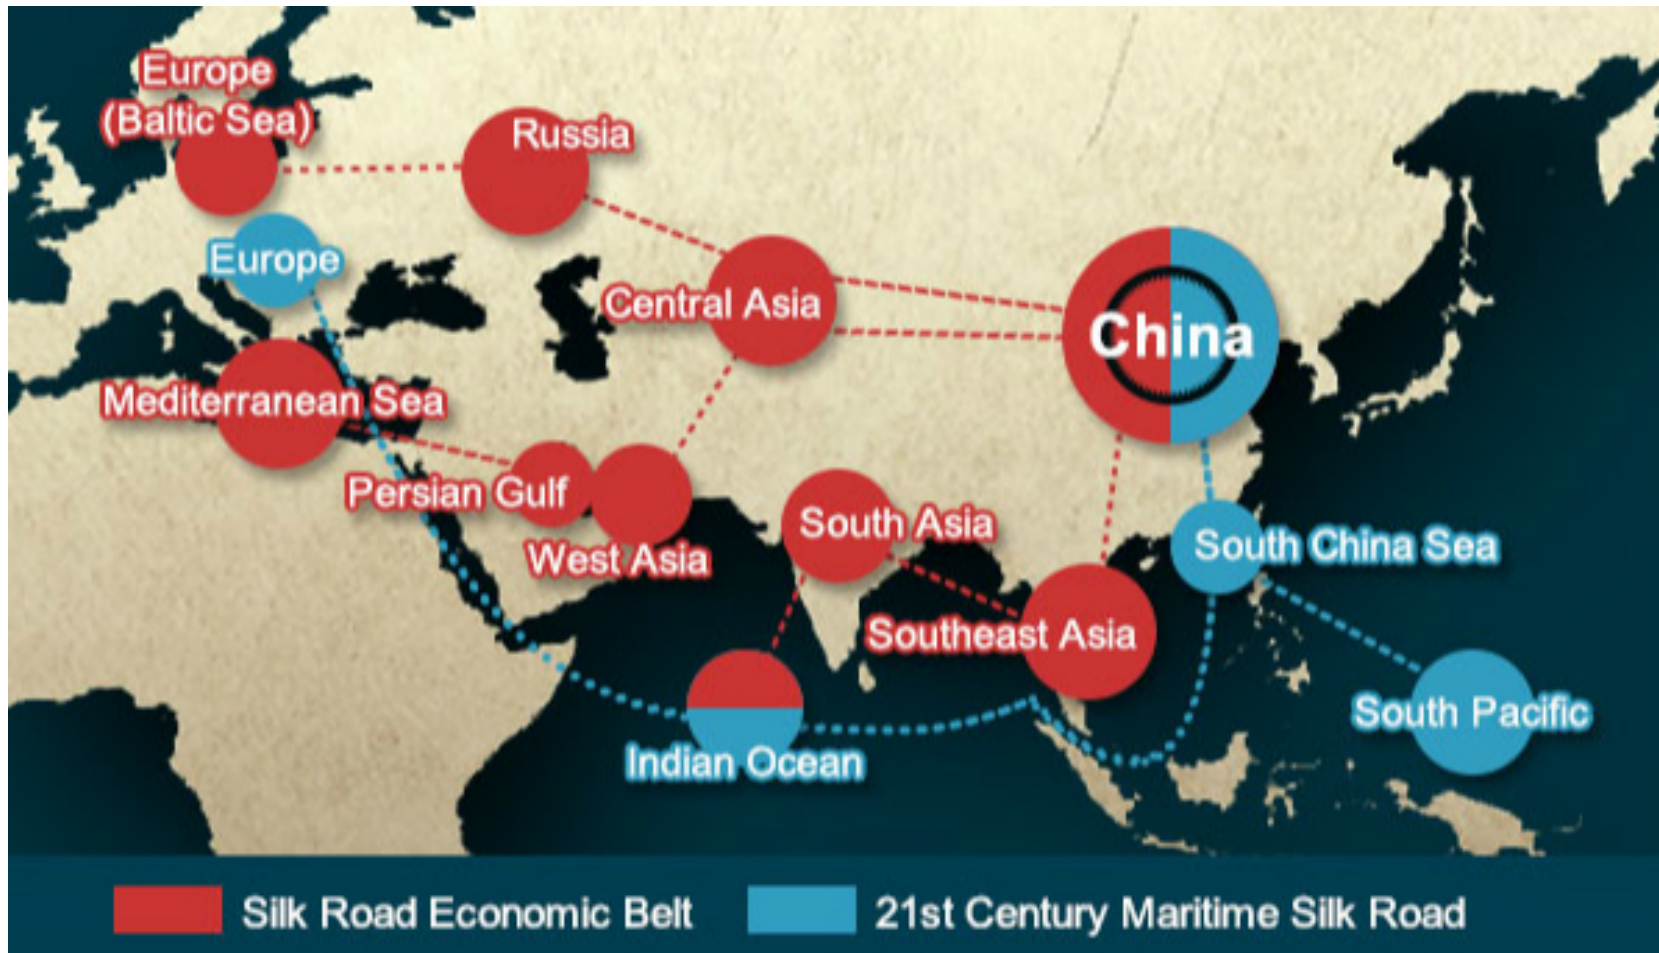 Europe
(Baltic Sea)
Russia
Europe
Central Asia
China
Mediterranean Sea
Persian Gulf
West Asia
South Asia
South China Sea
Southeast Asia
South Pacific
Indian Ocean
Silk Road Economic Belt
21st Century Maritime Silk Road